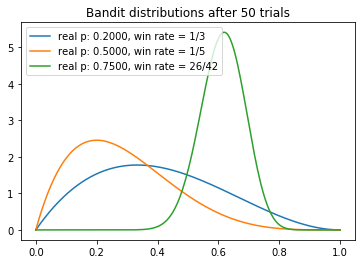 Bandit distributions after 50 trials
real p: 0.2000, win rate = 1/3
real p: 0.5000, win rate = 1/5
real p: 0.7500, win rate = 26/42
5
4
3
2
1
0
0.0 0.2 0.4 0.6 0.8 1.0